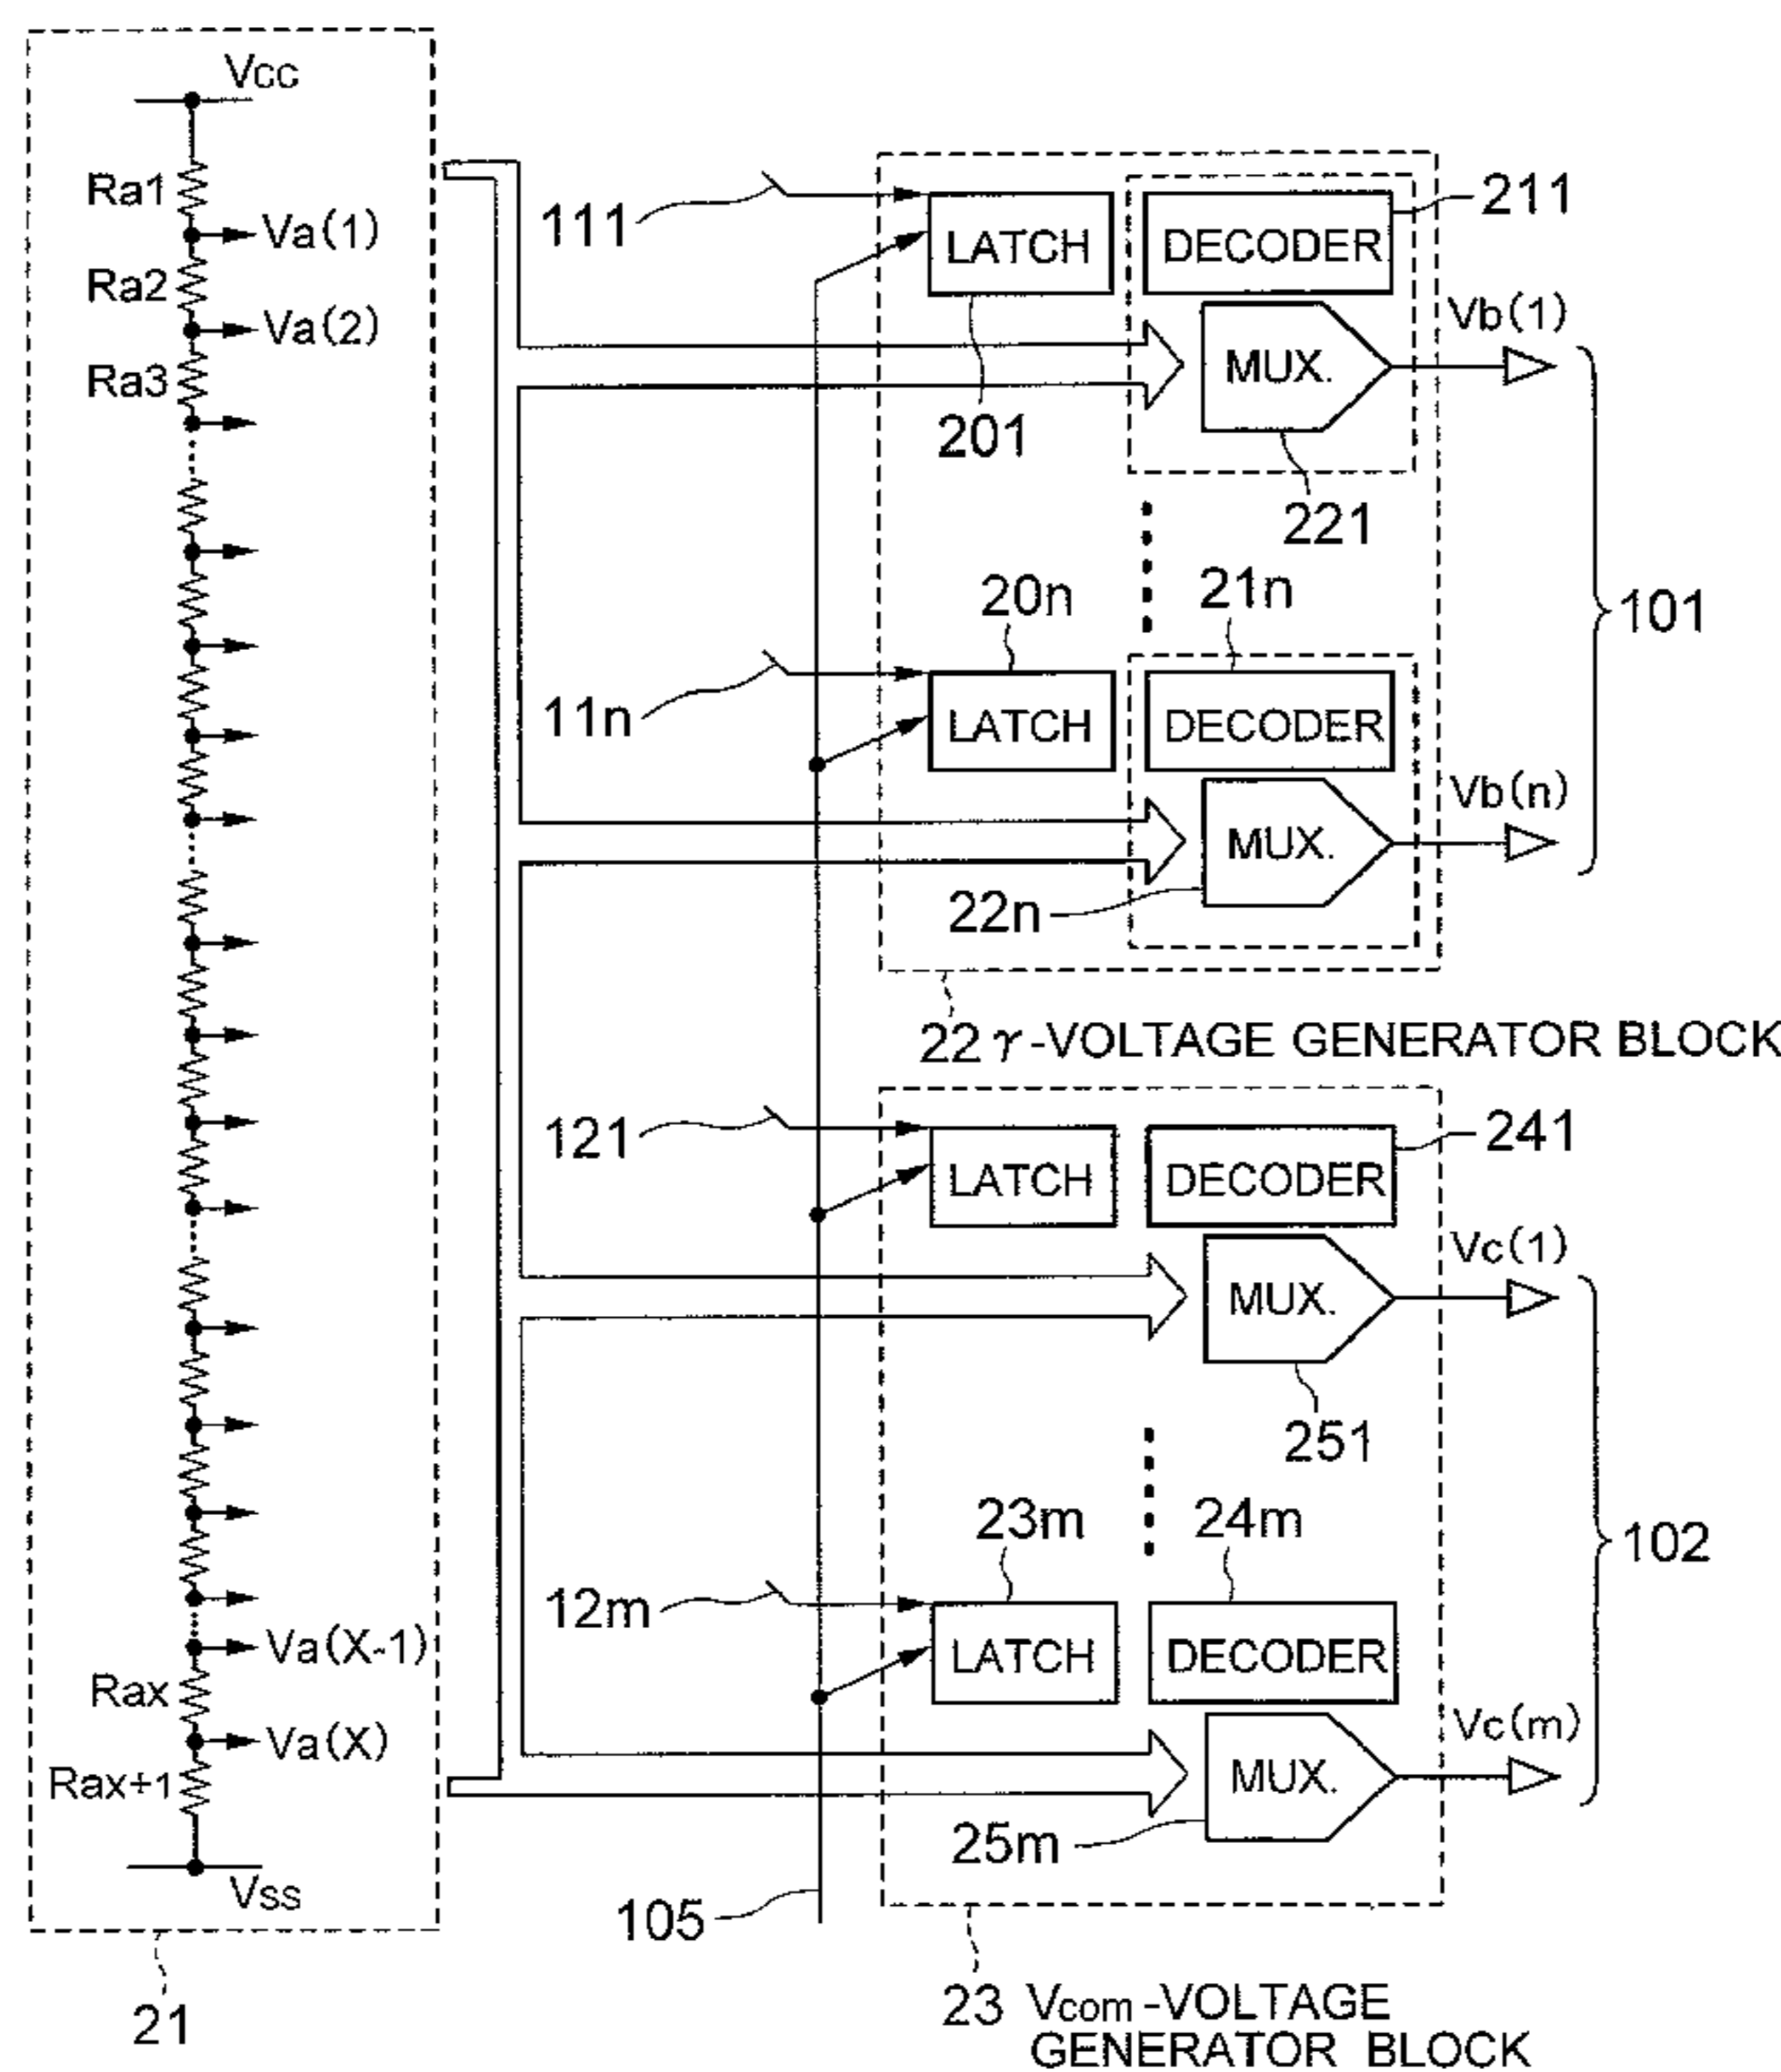 Vcc
Ra1
Va(1)
Ra2
Va(2)
Ra3
Va(X-1)
Rax
Va(X)
Rax+1
Vss
21
111
LATCH
DECODER
211
201
MUX.
Vb(1)
221
20n
21n
101
11n
LATCH
DECODER
Vb(n)
MUX.
22n
22 γ-VOLTAGE GENERATOR BLOCK
121
LATCH
DECODER
241
Vc(1)
MUX.
251
23m
24m
102
12m
LATCH
DECODER
Vc(m)
MUX.
25m
105
23 Vcom-VOLTAGE
GENERATOR BLOCK